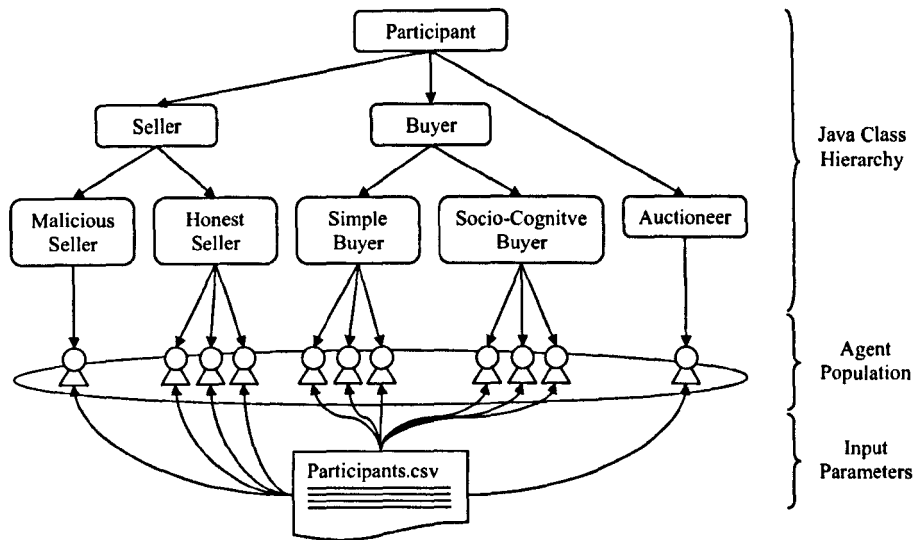 Participant
Seller
Buyer
Java Class
Hierarchy
Malicious
Seller
Honest
Seller
Simple
Buyer
Socio-Cognitve
Buyer
Auctioneer
Agent
Population
Participants.csv
Input
Parameters